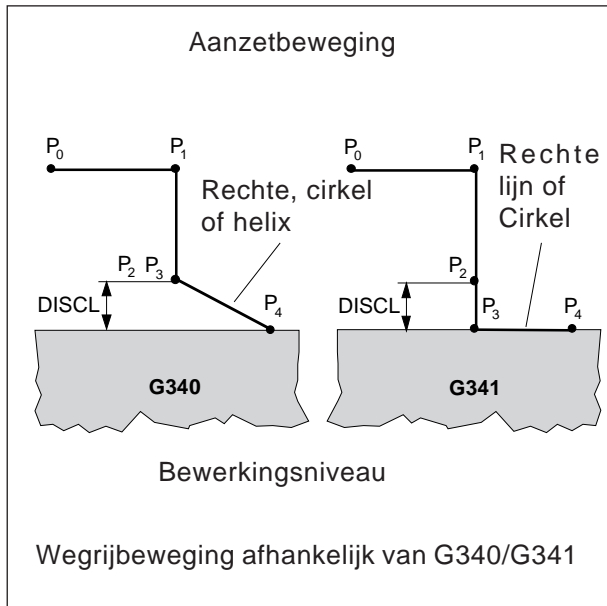 Aanzetbeweging
P0 P1
Rechte, cirkel
of helix
P2 P3
DISCL
P4
G340
P0 P1
Rechte
lijn of
Cirkel
P2
DISCL
P3 P4
G341
Bewerkingsniveau
Wegrijbeweging afhankelijk van G340/G341